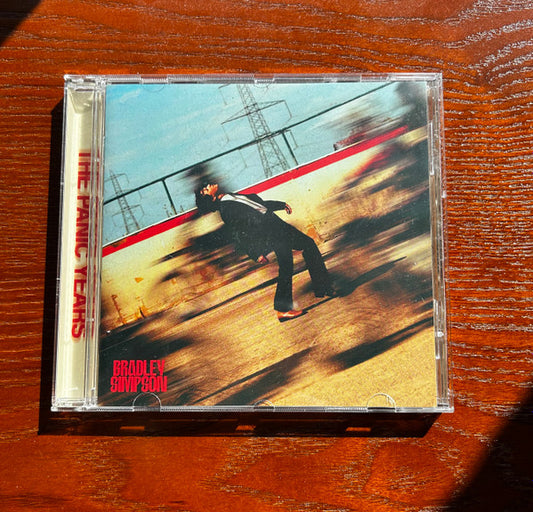 THE PANIC YEARS
BRADLEY
SIMPSON